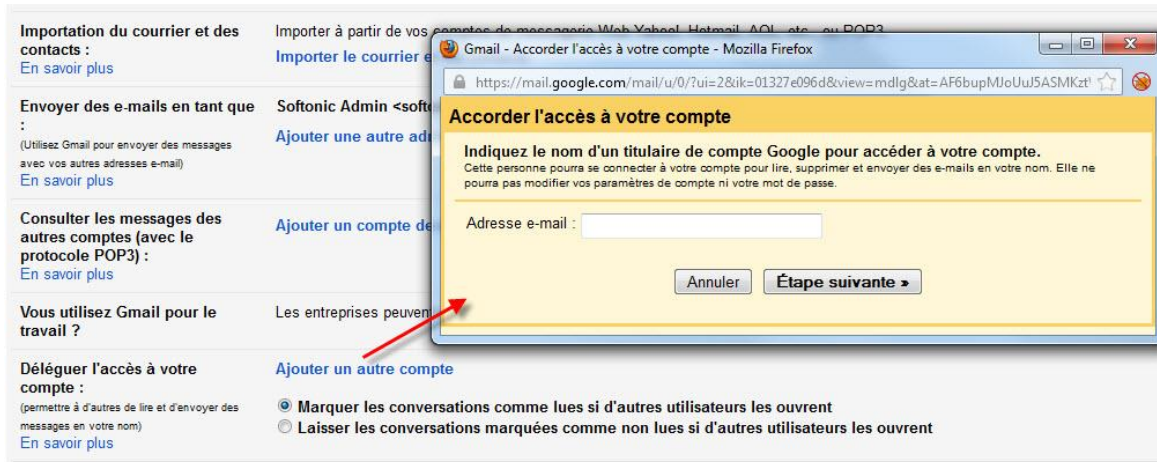 Importation du courrier et des
contacts :
En savoir plus
Importer à partir de vos comptes de messagerie Web Yahoo!, Hotmail, AOL, etc., ou POP3
Importer le courrier e
Envoyer des e-mails en tant que
:
(Utilisez Gmail pour envoyer des messages
avec vos autres adresses e-mail)
En savoir plus
Softonic Admin <softo
Ajouter une autre adr
Consulter les messages des
autres comptes (avec le
protocole POP3) :
En savoir plus
Ajouter un compte de
Vous utilisez Gmail pour le
travail ?
Les entreprises peuven
Déléguer l'accès à votre
compte :
(permettre à d'autres de lire et d'envoyer des
messages en votre nom)
En savoir plus
Ajouter un autre compte
Marquer les conversations comme lues si d'autres utilisateurs les ouvrent
Laisser les conversations marquées comme non lues si d'autres utilisateurs les ouvrent
Gmail - Accorder l'accès à votre compte - Mozilla Firefox
https://mail.google.com/mail/u/0/?ui=2&ik=01327e096d&view=mdlg&at=AF6bupMJoUuJ5ASMKzt
Accorder l'accès à votre compte
Indiquez le nom d'un titulaire de compte Google pour accéder à votre compte.
Cette personne pourra se connecter à votre compte pour lire, supprimer et envoyer des e-mails en votre nom. Elle ne
pourra pas modifier vos paramètres de compte ni votre mot de passe.
Adresse e-mail :
Annuler
Étape suivante »